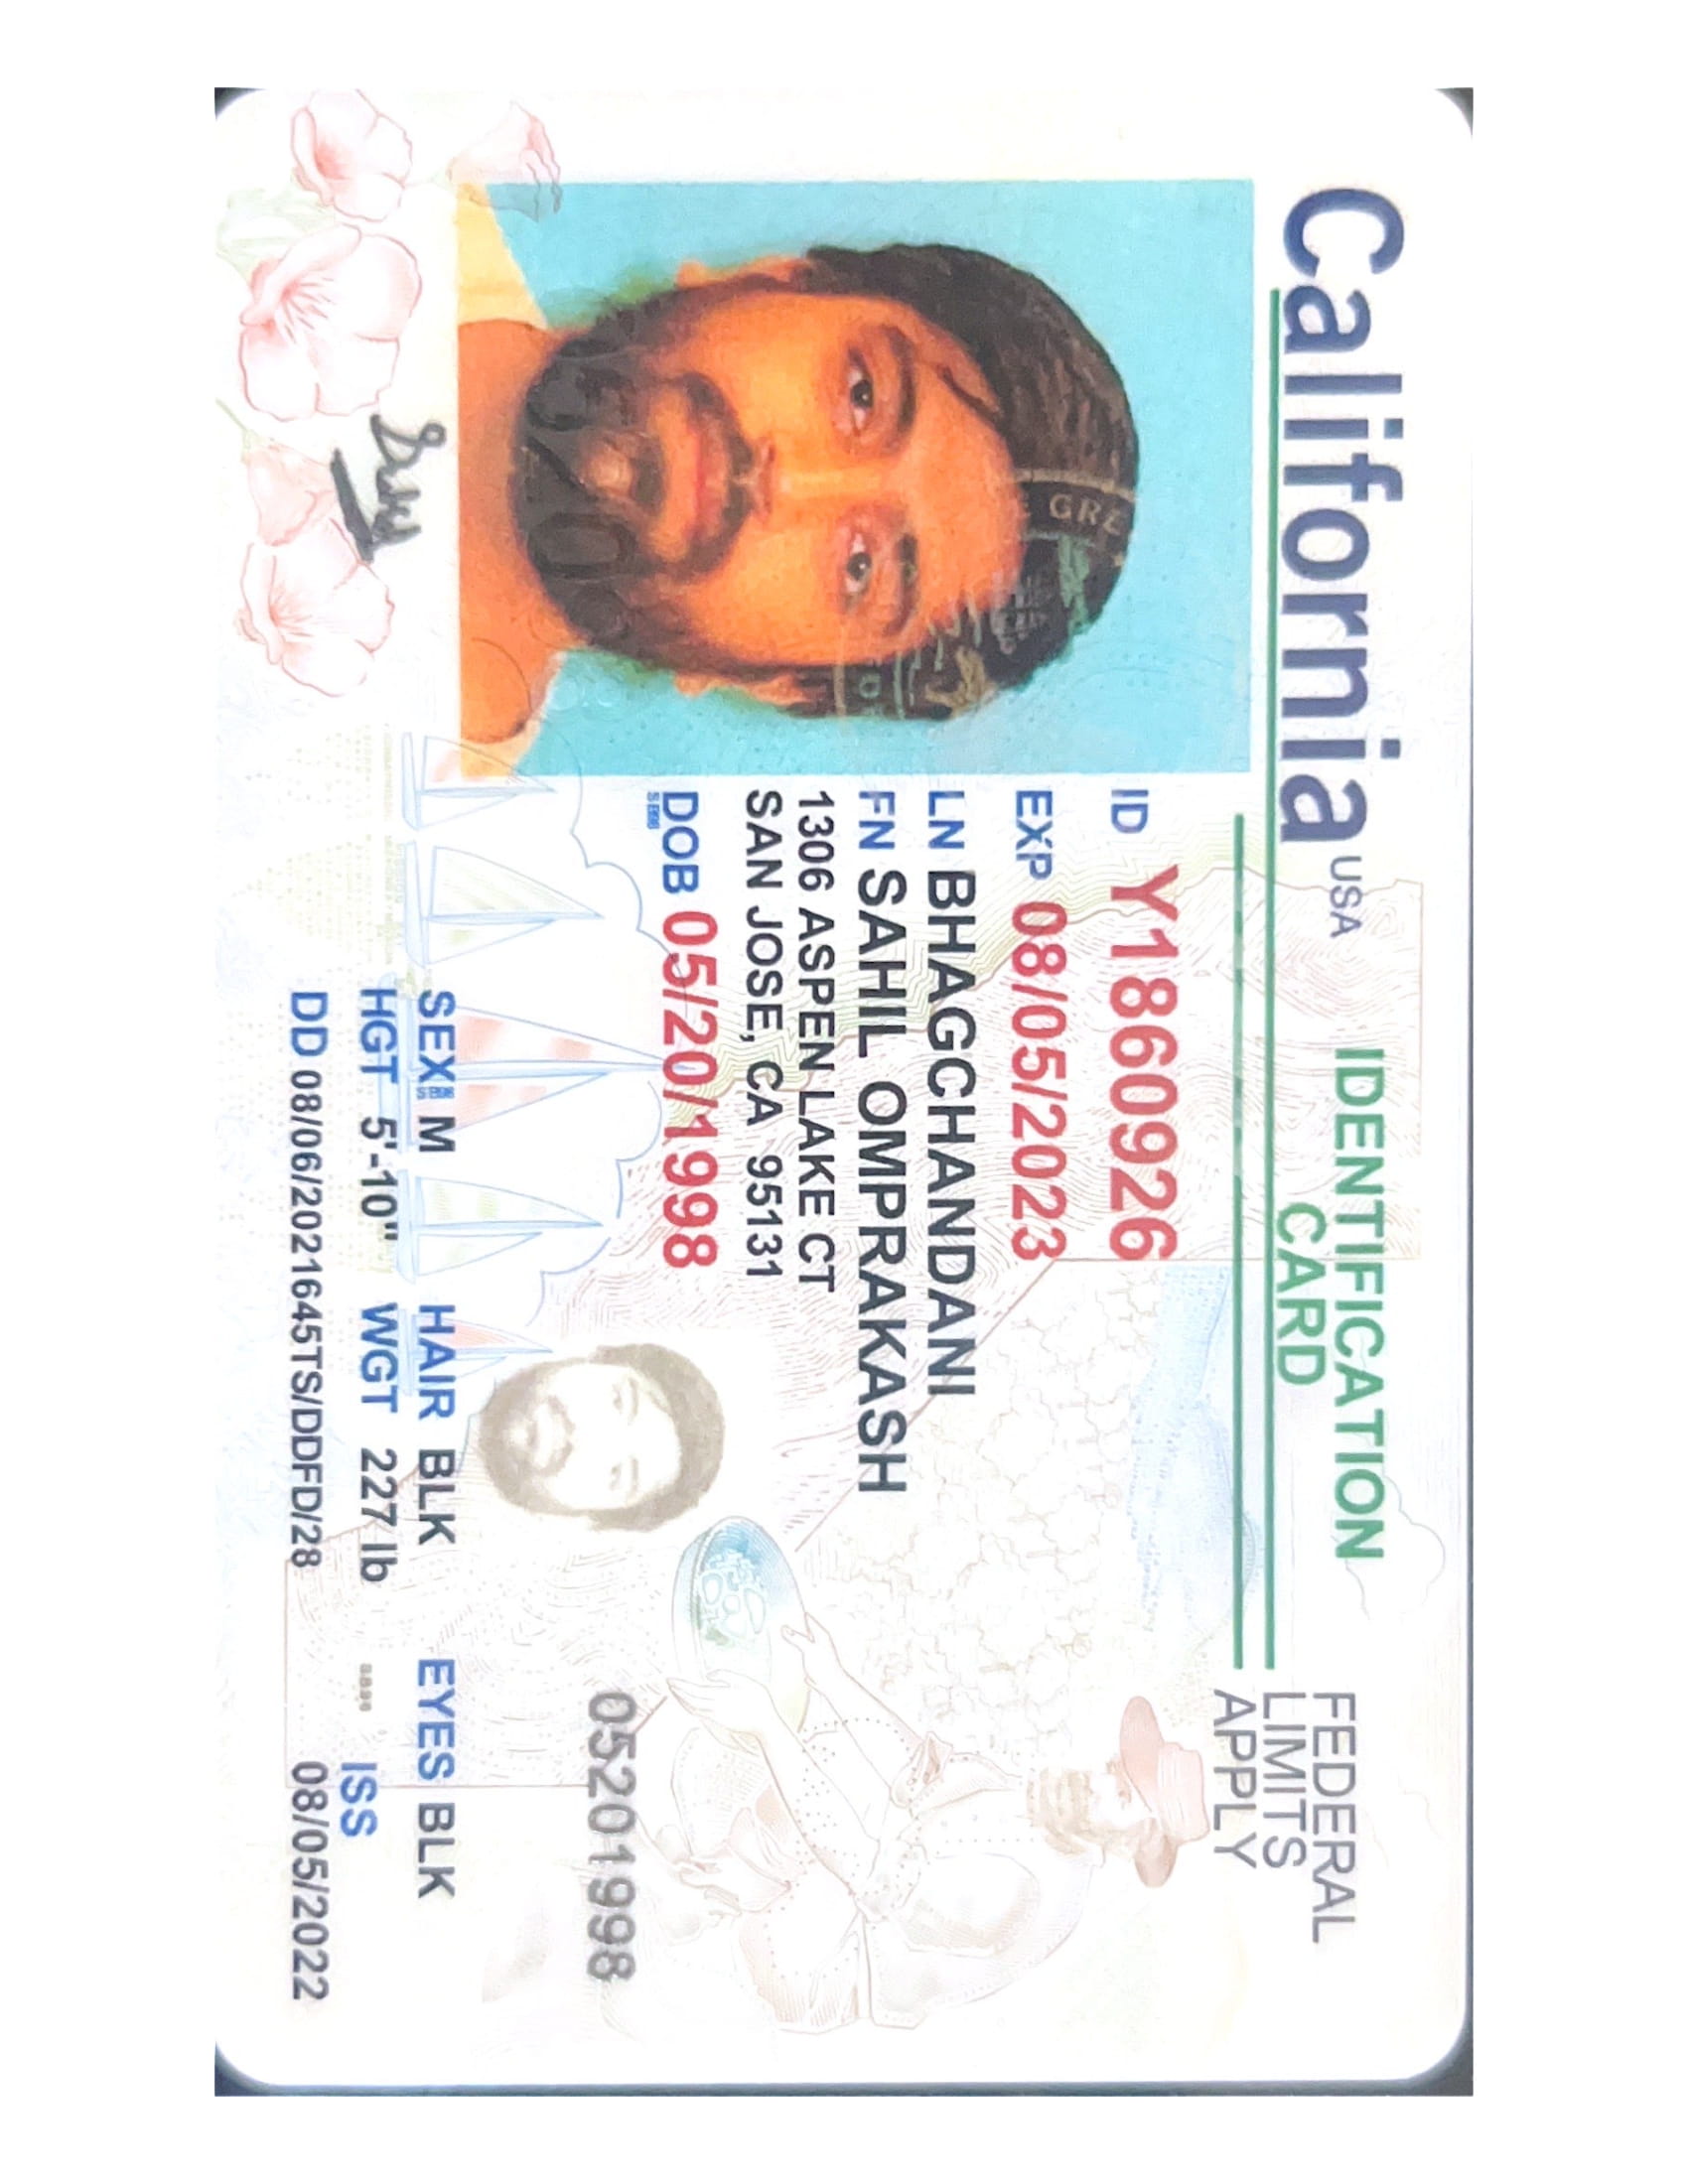 California USA
IDENTIFICATION
CARD
FEDERAL
LIMITS
APPLY
ID Y1860926
EXP 08/05/2023
LN BHAGCHANDANI
FN SAHIL OMPRAKASH
1306 ASPEN LAKE CT
SAN JOSE, CA 95131
DOB 05/20/1998
05201998
SEX M HAIR BLK EYES BLK
HGT 5'-10" WGT 227 lb
ISS
DD 08/06/2021645TS/DDFD/28 08/05/2022